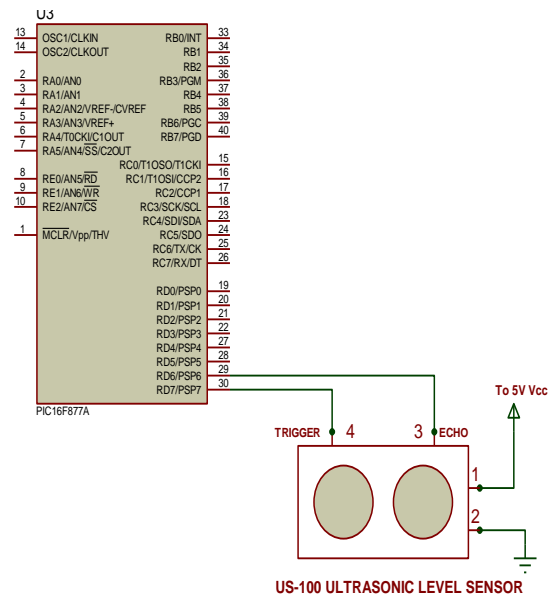 U3
13 OSC1/CLKIN RB0/INT 33
14 OSC2/CLKOUT RB1 34
RB2 35
2 RA0/AN0 RB3/PGM 36
3 RA1/AN1 RB4 37
4 RA2/AN2/VREF-/CVREF RB5 38
5 RA3/AN3/VREF+ RB6/PGC 39
6 RA4/T0CKI/C1OUT RB7/PGD 40
7 RA5/AN4/SS/C2OUT
RC0/T1OSO/T1CKI 15
8 RE0/AN5/RD RC1/T1OSI/CCP2 16
9 RE1/AN6/WR RC2/CCP1 17
10 RE2/AN7/CS RC3/SCK/SCL 18
RC4/SDI/SDA 23
1 MCLR/Vpp/THV RC5/SDO 24
RC6/TX/CK 25
RC7/RX/DT 26
RD0/PSP0 19
RD1/PSP1 20
RD2/PSP2 21
RD3/PSP3 22
RD4/PSP4 27
RD5/PSP5 28
RD6/PSP6 29
RD7/PSP7 30
PIC16F877A
To 5V Vcc
TRIGGER 4 3 ECHO
1
2
US-100 ULTRASONIC LEVEL SENSOR